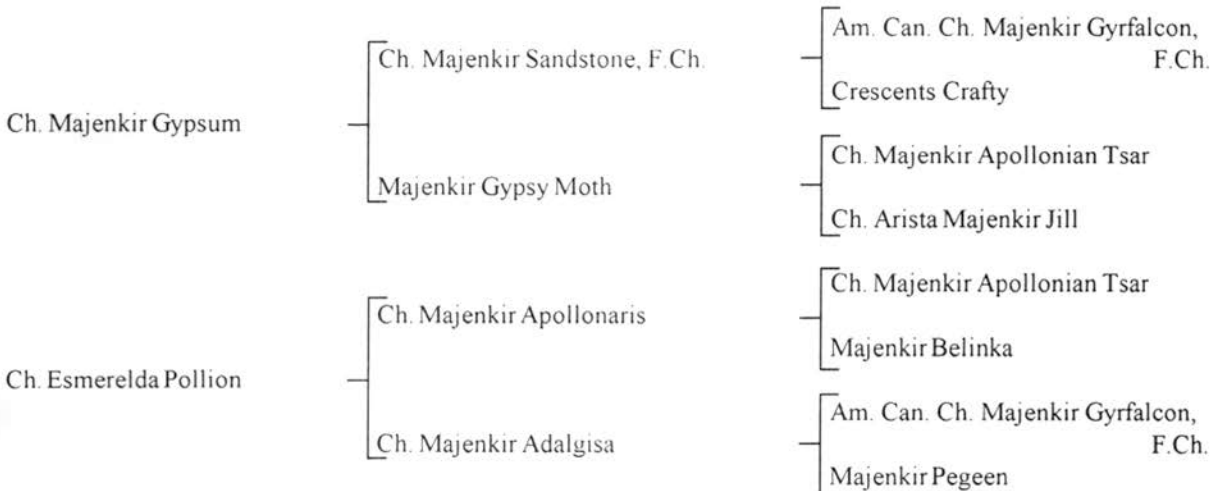 Am. Can. Ch. Majenkir Gyrfalcon,
F.Ch.
Ch. Majenkir Sandstone, F.Ch.
Crescents Crafty
Ch. Majenkir Gypsum
Ch. Majenkir Apollonian Tsar
Majenkir Gypsy Moth
Ch. Arista Majenkir Jill
Ch. Majenkir Apollonian Tsar
Ch. Majenkir Apollonaris
Majenkir Belinka
Ch. Esmerelda Pollion
Am. Can. Ch. Majenkir Gyrfalcon,
F.Ch.
Ch. Majenkir Adalgisa
Majenkir Pegeen